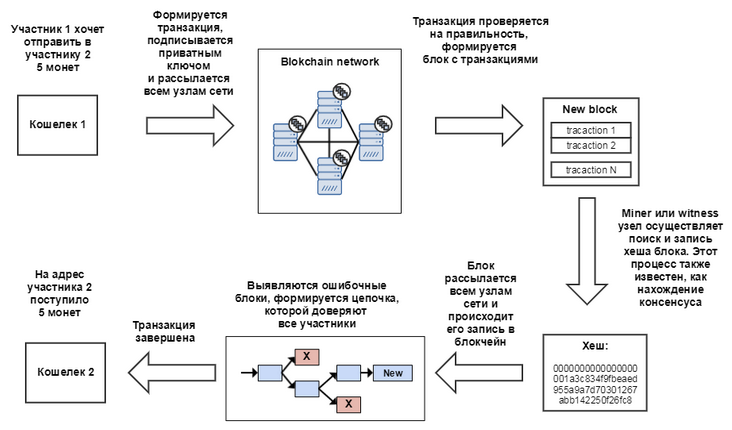 Участник 1 хочет
отправить в
участнику 2
5 монет
Кошелек 1
Формируется
транзакция,
подписывается
приватным
ключом
и рассылается
всем узлам сети
Blokchain network
Транзакция проверяется
на правильность,
формируется
блок с транзакциями
New block
tracaction 1
tracaction 2
tracaction N
Miner или witness
узел осуществляет
поиск и запись
хеша блока. Этот
процесс также
известен, как
нахождение
консенсуса
Хеш:
0000000000000000
001a3c834f9fbeaed
955a9a7d70301267
abb142250f26fc8
Блок
рассылается
всем узлам
сети и
происходит
его запись в
блокчейн
Выявляются ошибочные
блоки, формируется цепочка,
которой доверяют
все участники
X
New
X
Транзакция
завершена
На адрес
участника 2
поступило
5 монет
Кошелек 2